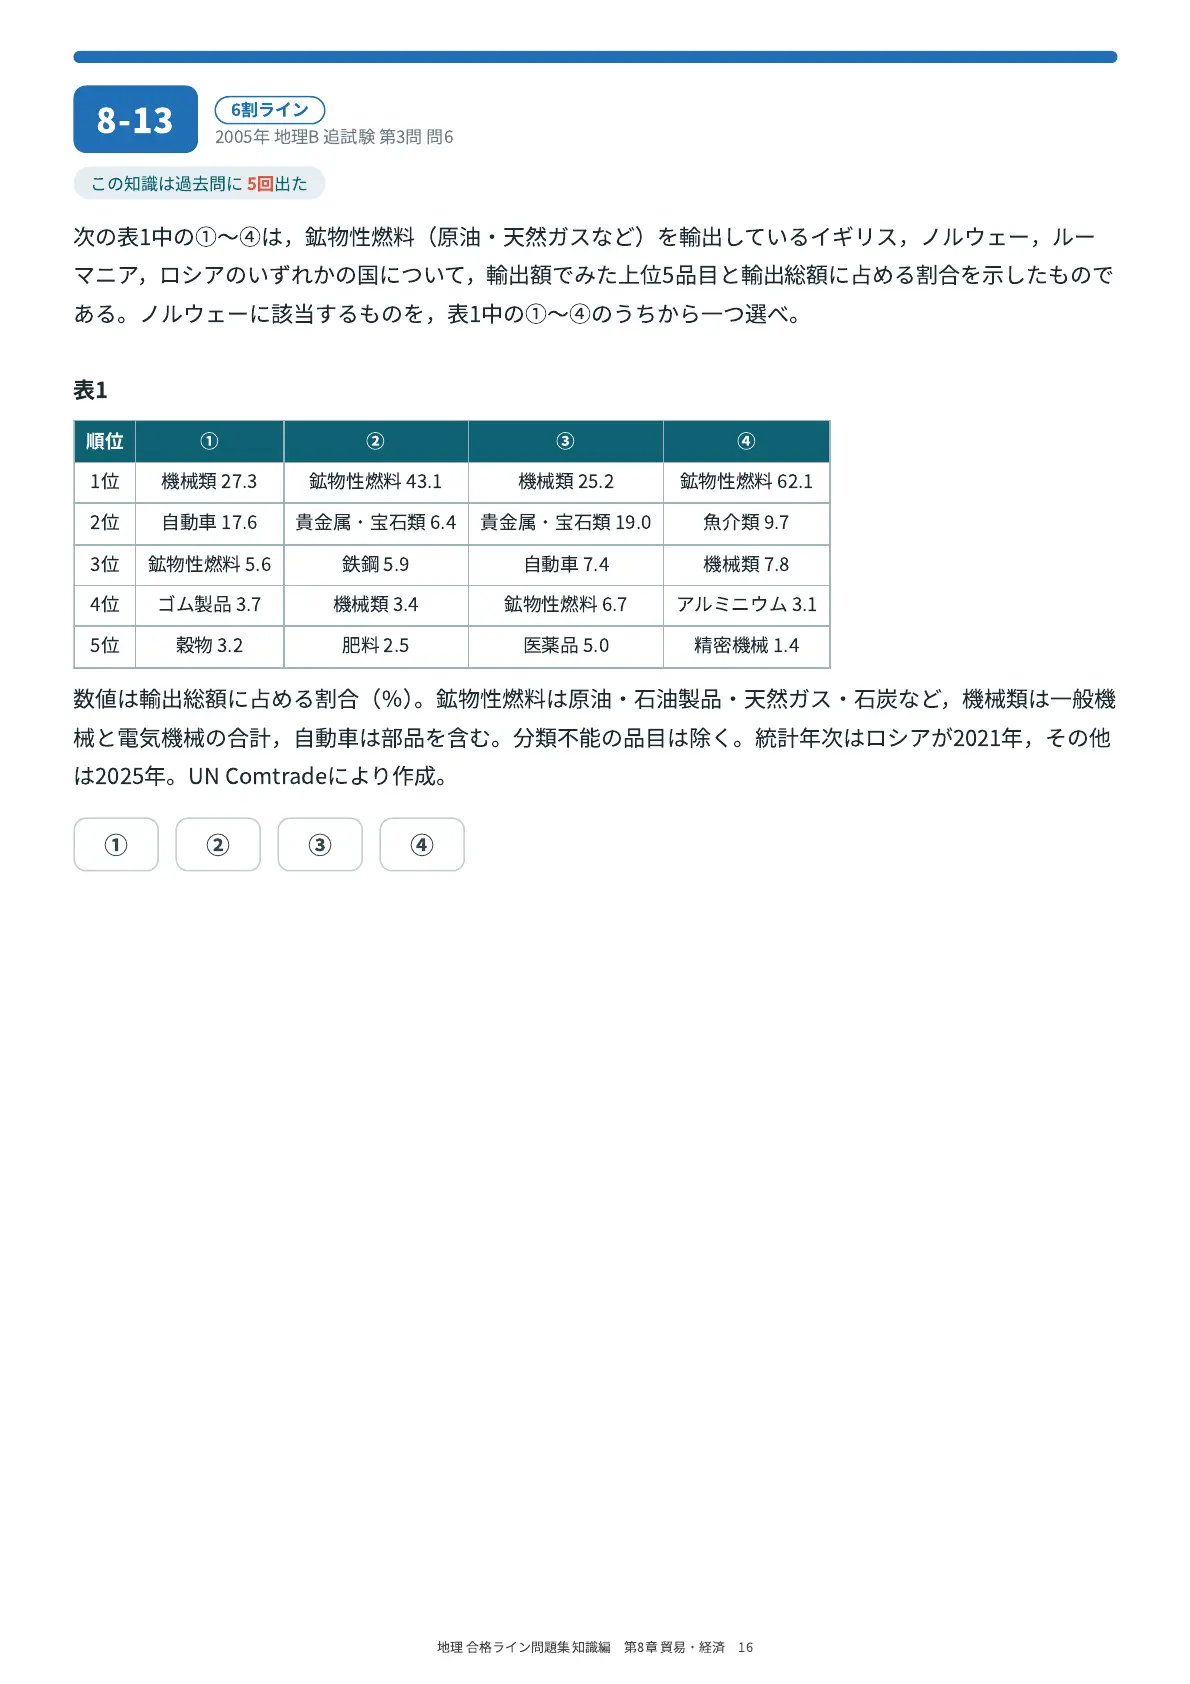 8-13
6割ライン
2005年 地理B 追試験 第3問 問6
この知識は過去問に 5回出た
次の表1中の①〜④は，鉱物性燃料（原油・天然ガスなど）を輸出しているイギリス，ノルウェー，ルー
マニア，ロシアのいずれかの国について，輸出額でみた上位5品目と輸出総額に占める割合を示したもので
ある。ノルウェーに該当するものを，表1中の①〜④のうちから一つ選べ。
表1
順位 ① ② ③ ④
1位 機械類 27.3 鉱物性燃料 43.1 機械類 25.2 鉱物性燃料 62.1
2位 自動車 17.6 貴金属・宝石類 6.4 貴金属・宝石類 19.0 魚介類 9.7
3位 鉱物性燃料 5.6 鉄鋼 5.9 自動車 7.4 機械類 7.8
4位 ゴム製品 3.7 機械類 3.4 鉱物性燃料 6.7 アルミニウム 3.1
5位 穀物 3.2 肥料 2.5 医薬品 5.0 精密機械 1.4
数値は輸出総額に占める割合（%）。鉱物性燃料は原油・石油製品・天然ガス・石炭など，機械類は一般機
械と電気機械の合計，自動車は部品を含む。分類不能の品目は除く。統計年次はロシアが2021年，その他
は2025年。UN Comtradeにより作成。
① ② ③ ④
地理 合格ライン問題集 知識編　第8章 貿易・経済　16